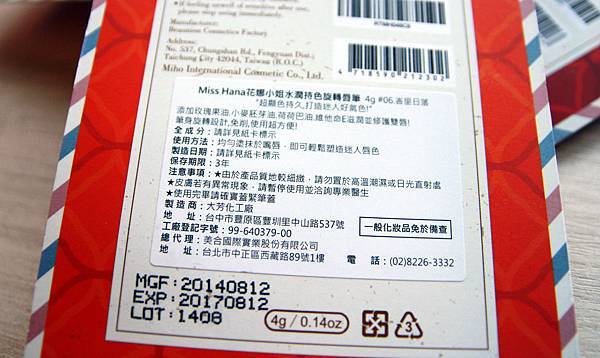 * If feeling unwell of sensitive after use,
please stop using immediately.
Address:
No. 537, Chungshan Rd., Fengyuan Dist.,
Taichung City 42044, Taiwan (R.O.C.)
Miho International Cosmetic Co., Ltd.
4 718590 212302
Miss Hana花娜小姐水潤持色旋轉唇筆 4g #06.峇里日落
"超顯色持久,打造迷人好氣色!"
添加玫瑰果油,小麥胚芽油,荷荷巴油,維他命E滋潤並修護雙唇!
筆身旋轉設計,免削,使用超方便!
全 成 分：請詳見紙卡標示
使用方法：均勻塗抹於嘴唇，即可輕鬆塑造迷人唇色
製造日期：請詳見紙卡標示
保存期限：3年
注意事項：★由於產品質地較細緻，請勿置於高溫潮濕或日光直射處
★皮膚若有異常現象，請暫停使用並洽詢專業醫生
★使用完畢請確實蓋緊筆蓋
製 造 商：大芳化工廠
地 址：台中市豐原區豐圳里中山路537號
工廠登記號：99-640379-00
一般化妝品免於備查
總 代 理：美合國際實業股份有限公司
地 址：台北市中正區西藏路89號1樓 電 話：(02)8226-3332
MGF: 20140812
EXP: 20170812
LOT: 1408
4g / 0.14oz
3